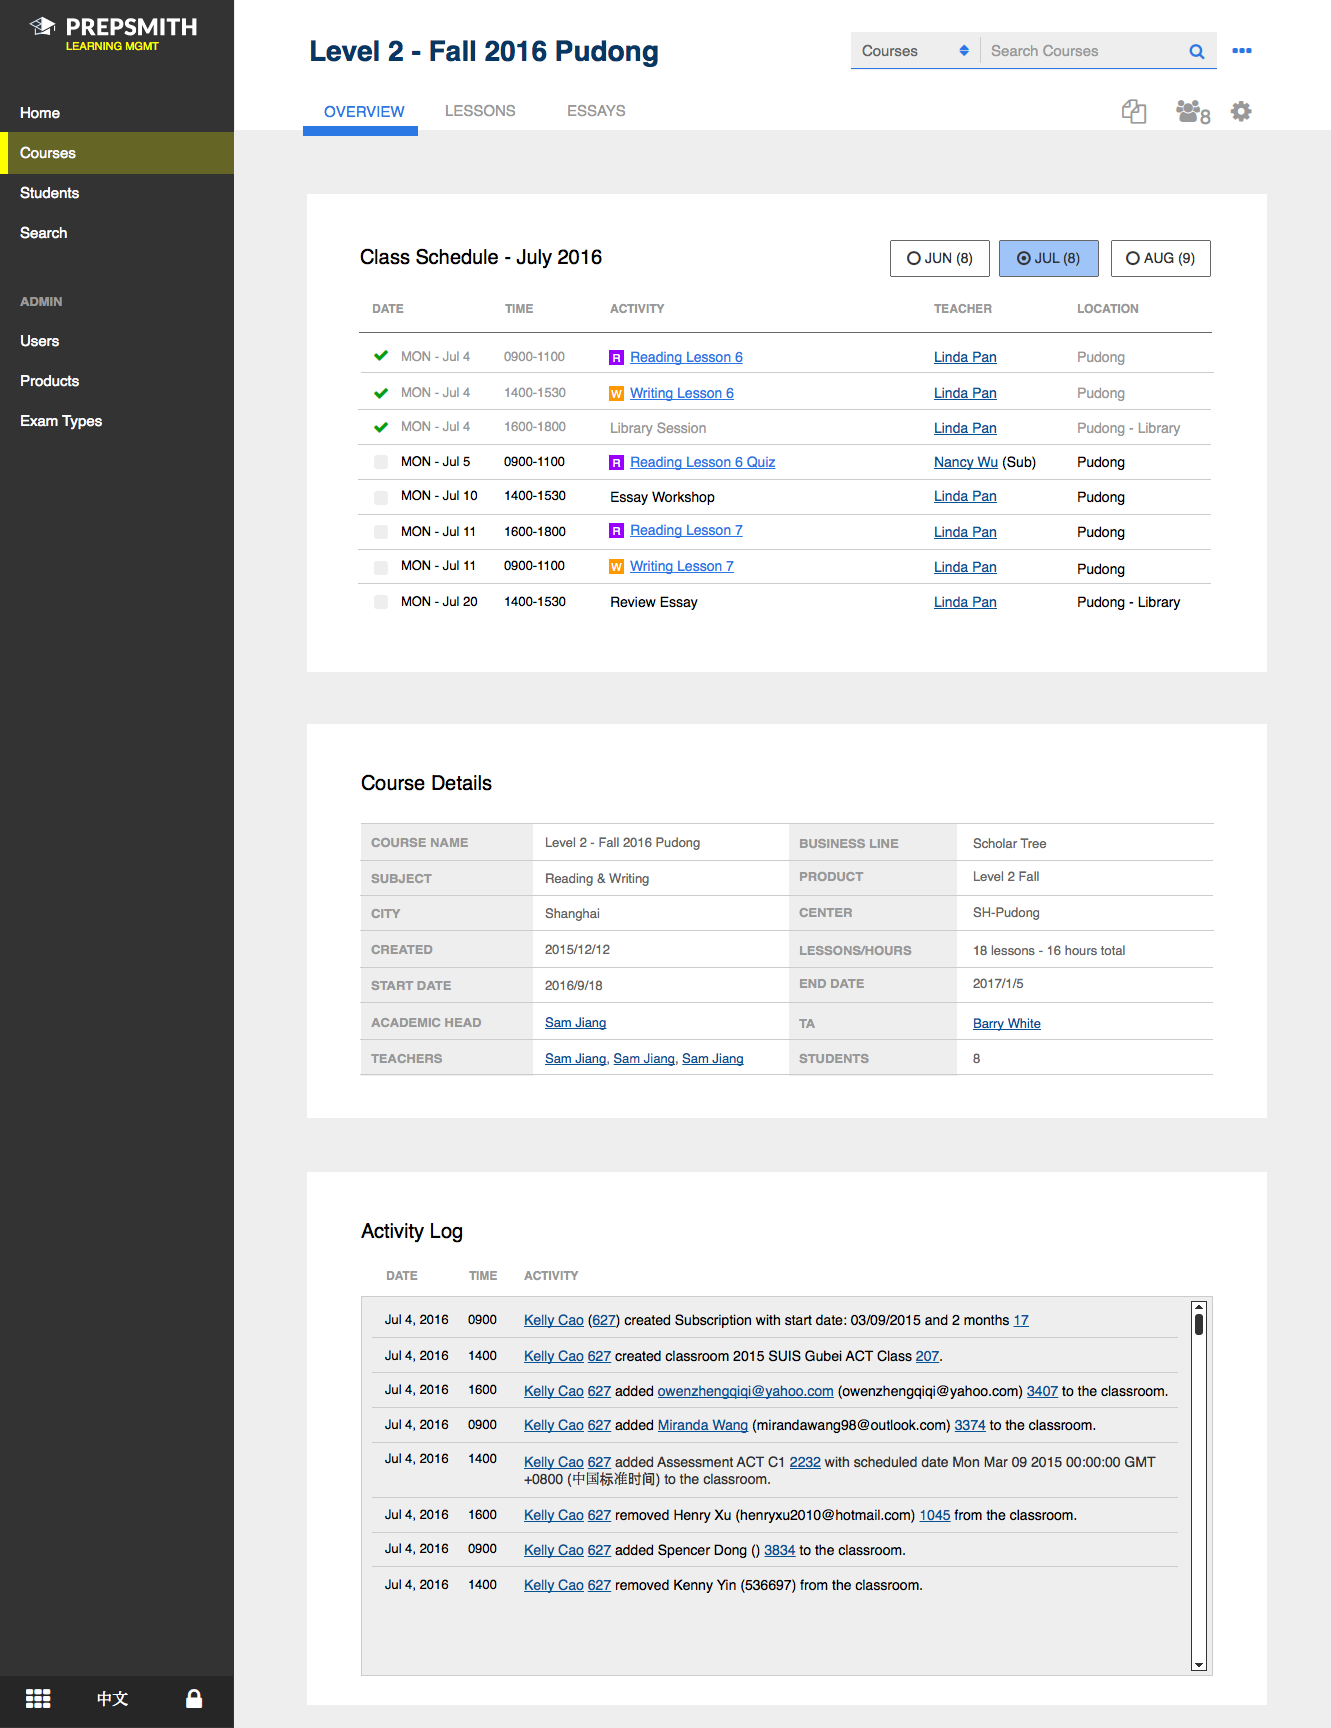 PREPSMITH
LEARNING MGMT
Home
Courses
Students
Search
ADMIN
Users
Products
Exam Types
中文
Level 2 - Fall 2016 Pudong
Courses Search Courses
OVERVIEW LESSONS ESSAYS 8
Class Schedule - July 2016 JUN (8) JUL (8) AUG (9)
DATE TIME ACTIVITY TEACHER LOCATION
MON - Jul 4 0900-1100 R Reading Lesson 6 Linda Pan Pudong
MON - Jul 4 1400-1530 W Writing Lesson 6 Linda Pan Pudong
MON - Jul 4 1600-1800 Library Session Linda Pan Pudong - Library
MON - Jul 5 0900-1100 R Reading Lesson 6 Quiz Nancy Wu (Sub) Pudong
MON - Jul 10 1400-1530 Essay Workshop Linda Pan Pudong
MON - Jul 11 1600-1800 R Reading Lesson 7 Linda Pan Pudong
MON - Jul 11 0900-1100 W Writing Lesson 7 Linda Pan Pudong
MON - Jul 20 1400-1530 Review Essay Linda Pan Pudong - Library
Course Details
COURSE NAME Level 2 - Fall 2016 Pudong BUSINESS LINE Scholar Tree
SUBJECT Reading & Writing PRODUCT Level 2 Fall
CITY Shanghai CENTER SH-Pudong
CREATED 2015/12/12 LESSONS/HOURS 18 lessons - 16 hours total
START DATE 2016/9/18 END DATE 2017/1/5
ACADEMIC HEAD Sam Jiang TA Barry White
TEACHERS Sam Jiang, Sam Jiang, Sam Jiang STUDENTS 8
Activity Log
DATE TIME ACTIVITY
Jul 4, 2016 0900 Kelly Cao (627) created Subscription with start date: 03/09/2015 and 2 months 17
Jul 4, 2016 1400 Kelly Cao 627 created classroom 2015 SUIS Gubei ACT Class 207.
Jul 4, 2016 1600 Kelly Cao 627 added owenzhengqiqi@yahoo.com (owenzhengqiqi@yahoo.com) 3407 to the classroom.
Jul 4, 2016 0900 Kelly Cao 627 added Miranda Wang (mirandawang98@outlook.com) 3374 to the classroom.
Jul 4, 2016 1400 Kelly Cao 627 added Assessment ACT C1 2232 with scheduled date Mon Mar 09 2015 00:00:00 GMT
+0800 (中国标准时间) to the classroom.
Jul 4, 2016 1600 Kelly Cao 627 removed Henry Xu (henryxu2010@hotmail.com) 1045 from the classroom.
Jul 4, 2016 0900 Kelly Cao 627 added Spencer Dong () 3834 to the classroom.
Jul 4, 2016 1400 Kelly Cao 627 removed Kenny Yin (536697) from the classroom.